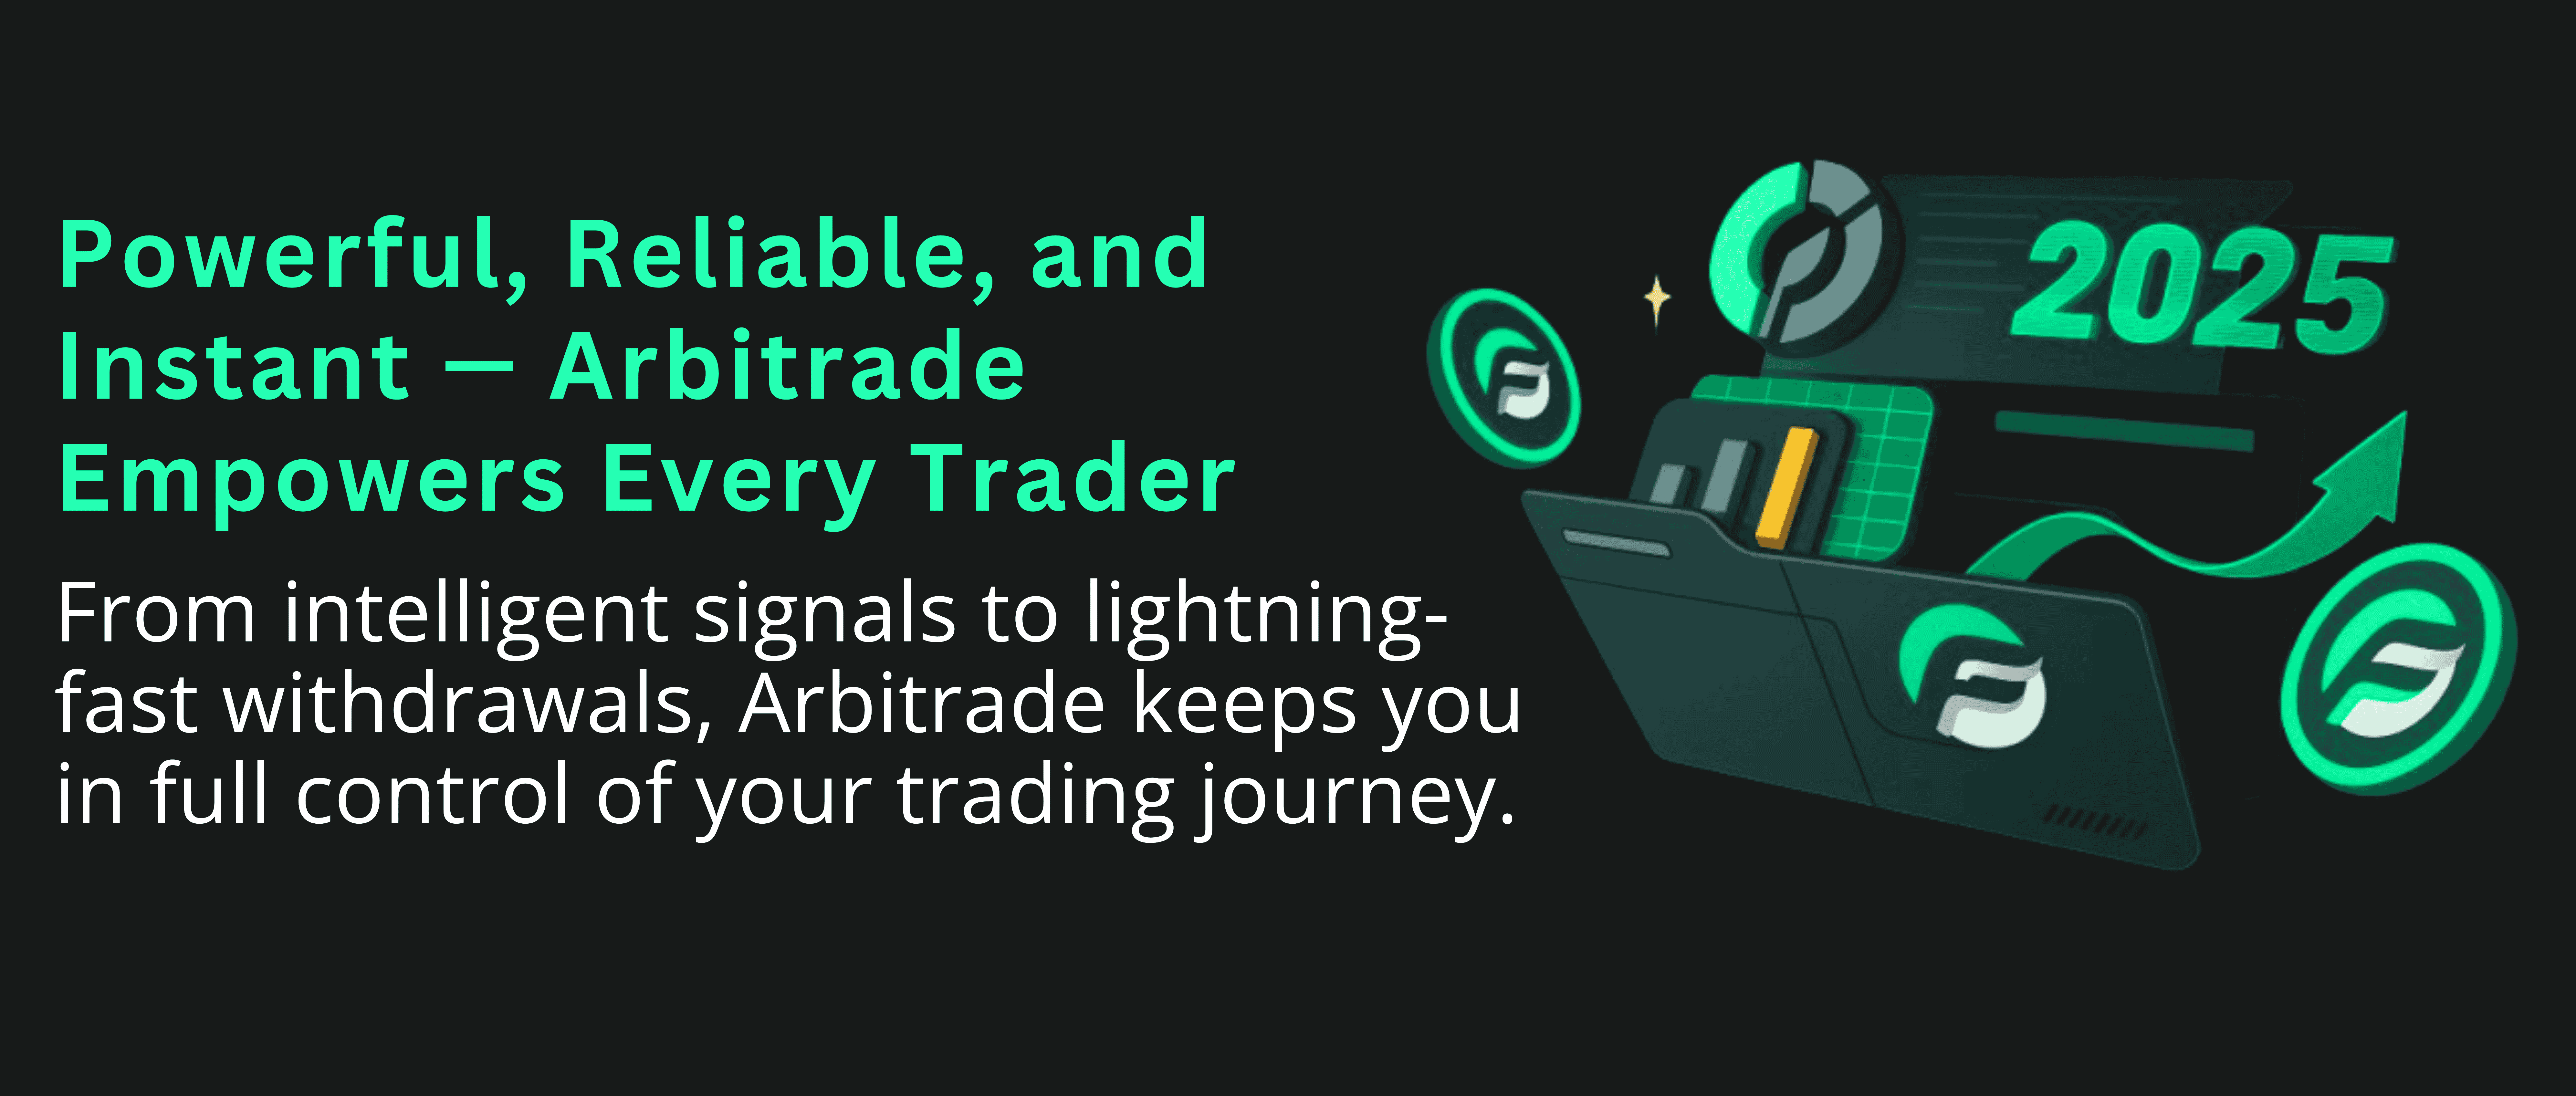 Powerful, Reliable, and
Instant — Arbitrade
Empowers Every Trader
From intelligent signals to lightning-
fast withdrawals, Arbitrade keeps you
in full control of your trading journey.
2025